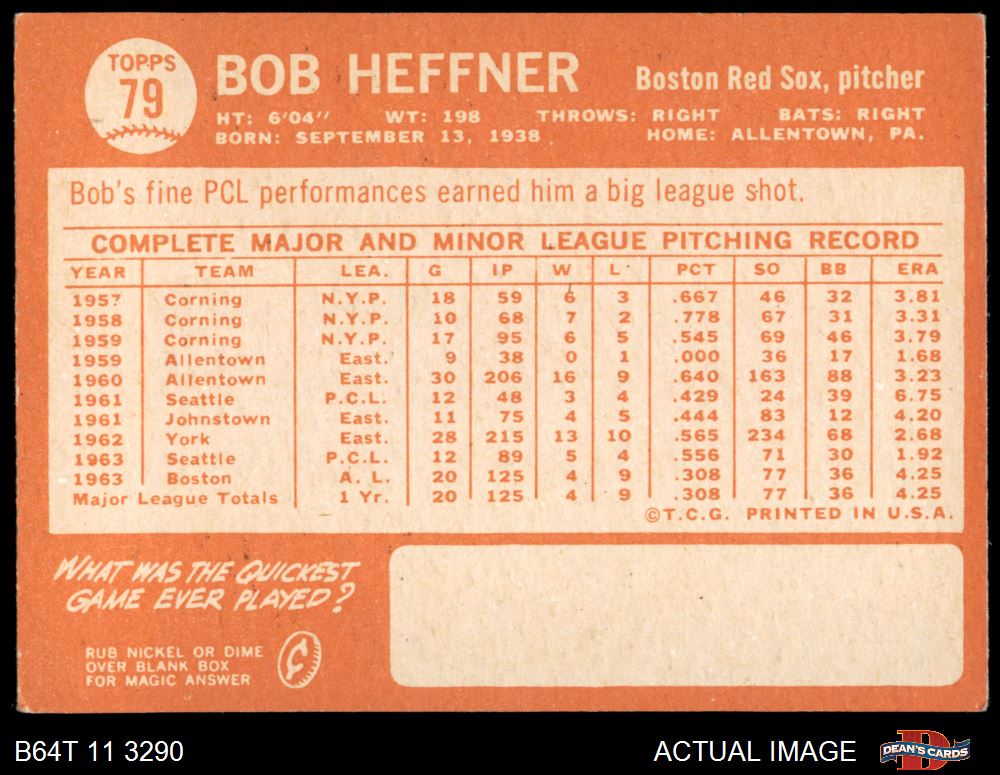 TOPPS
79
BOB HEFFNER
Boston Red Sox, pitcher
HT: 6'04" WT: 198 THROWS: RIGHT BATS: RIGHT
BORN: SEPTEMBER 13, 1938 HOME: ALLENTOWN, PA.
Bob's fine PCL performances earned him a big league shot.
COMPLETE MAJOR AND MINOR LEAGUE PITCHING RECORD
YEAR TEAM LEA. G IP W L PCT SO BB ERA
1957 Corning N.Y.P. 18 59 6 3 .667 46 32 3.81
1958 Corning N.Y.P. 10 68 7 2 .778 67 31 3.31
1959 Corning N.Y.P. 17 95 6 5 .545 69 46 3.79
1959 Allentown East. 9 38 0 1 .000 36 17 1.68
1960 Allentown East. 30 206 16 9 .640 163 88 3.23
1961 Seattle P.C.L. 12 48 3 4 .429 24 39 6.75
1961 Johnstown East. 11 75 4 5 .444 83 12 4.20
1962 York East. 28 215 13 10 .565 234 68 2.68
1963 Seattle P.C.L. 12 89 5 4 .556 71 30 1.92
1963 Boston A. L. 20 125 4 9 .308 77 36 4.25
Major League Totals 1 Yr. 20 125 4 9 .308 77 36 4.25
©T.C.G. PRINTED IN U.S.A.
WHAT WAS THE QUICKEST
GAME EVER PLAYED?
RUB NICKEL OR DIME
OVER BLANK BOX
FOR MAGIC ANSWER
¢
B64T 11 3290
ACTUAL IMAGE
D
DEAN'S CARDS